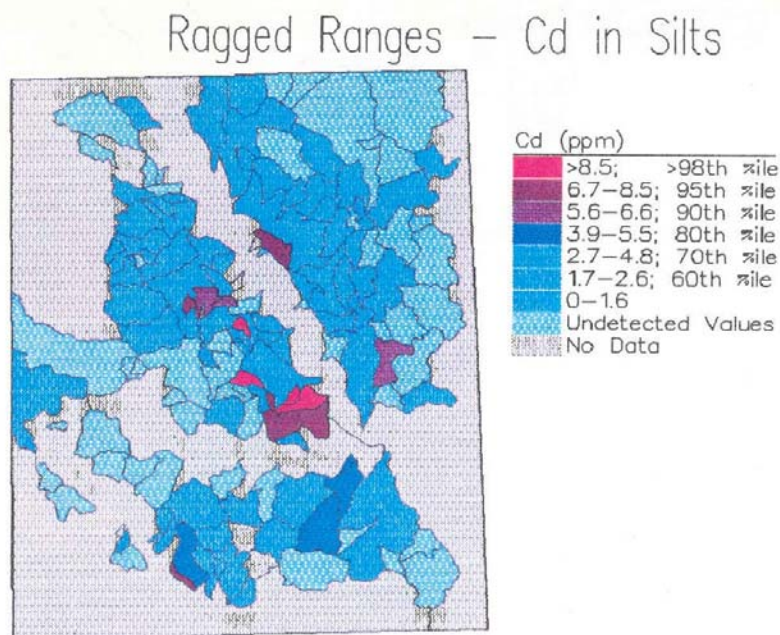 Ragged Ranges – Cd in Silts
Cd (ppm)
>8.5; >98th %ile
6.7–8.5; 95th %ile
5.6–6.6; 90th %ile
3.9–5.5; 80th %ile
2.7–4.8; 70th %ile
1.7–2.6; 60th %ile
0–1.6
Undetected Values
No Data